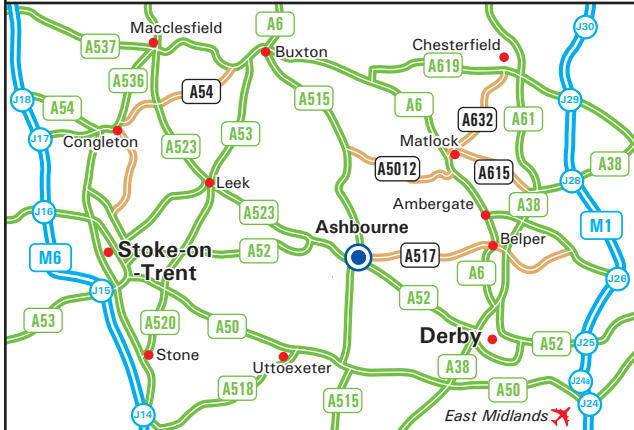 A6
J30
Macclesfield
A537
Buxton
Chesterfield
A619
A536
J18
A54
A54
A515
A6
A632
J29
A61
J17
Congleton
A523
A53
Matlock
A5012
A615
A38
J28
Leek
J16
A523
Ashbourne
Ambergate
A38
M1
M6
Stoke-on
-Trent
A52
A517
Belper
A6
J26
J15
A52
A53
A520
A50
Derby
A52
J25
Stone
Uttoexeter
A38
J24a
A518
A515
A50
J24
J14
East Midlands